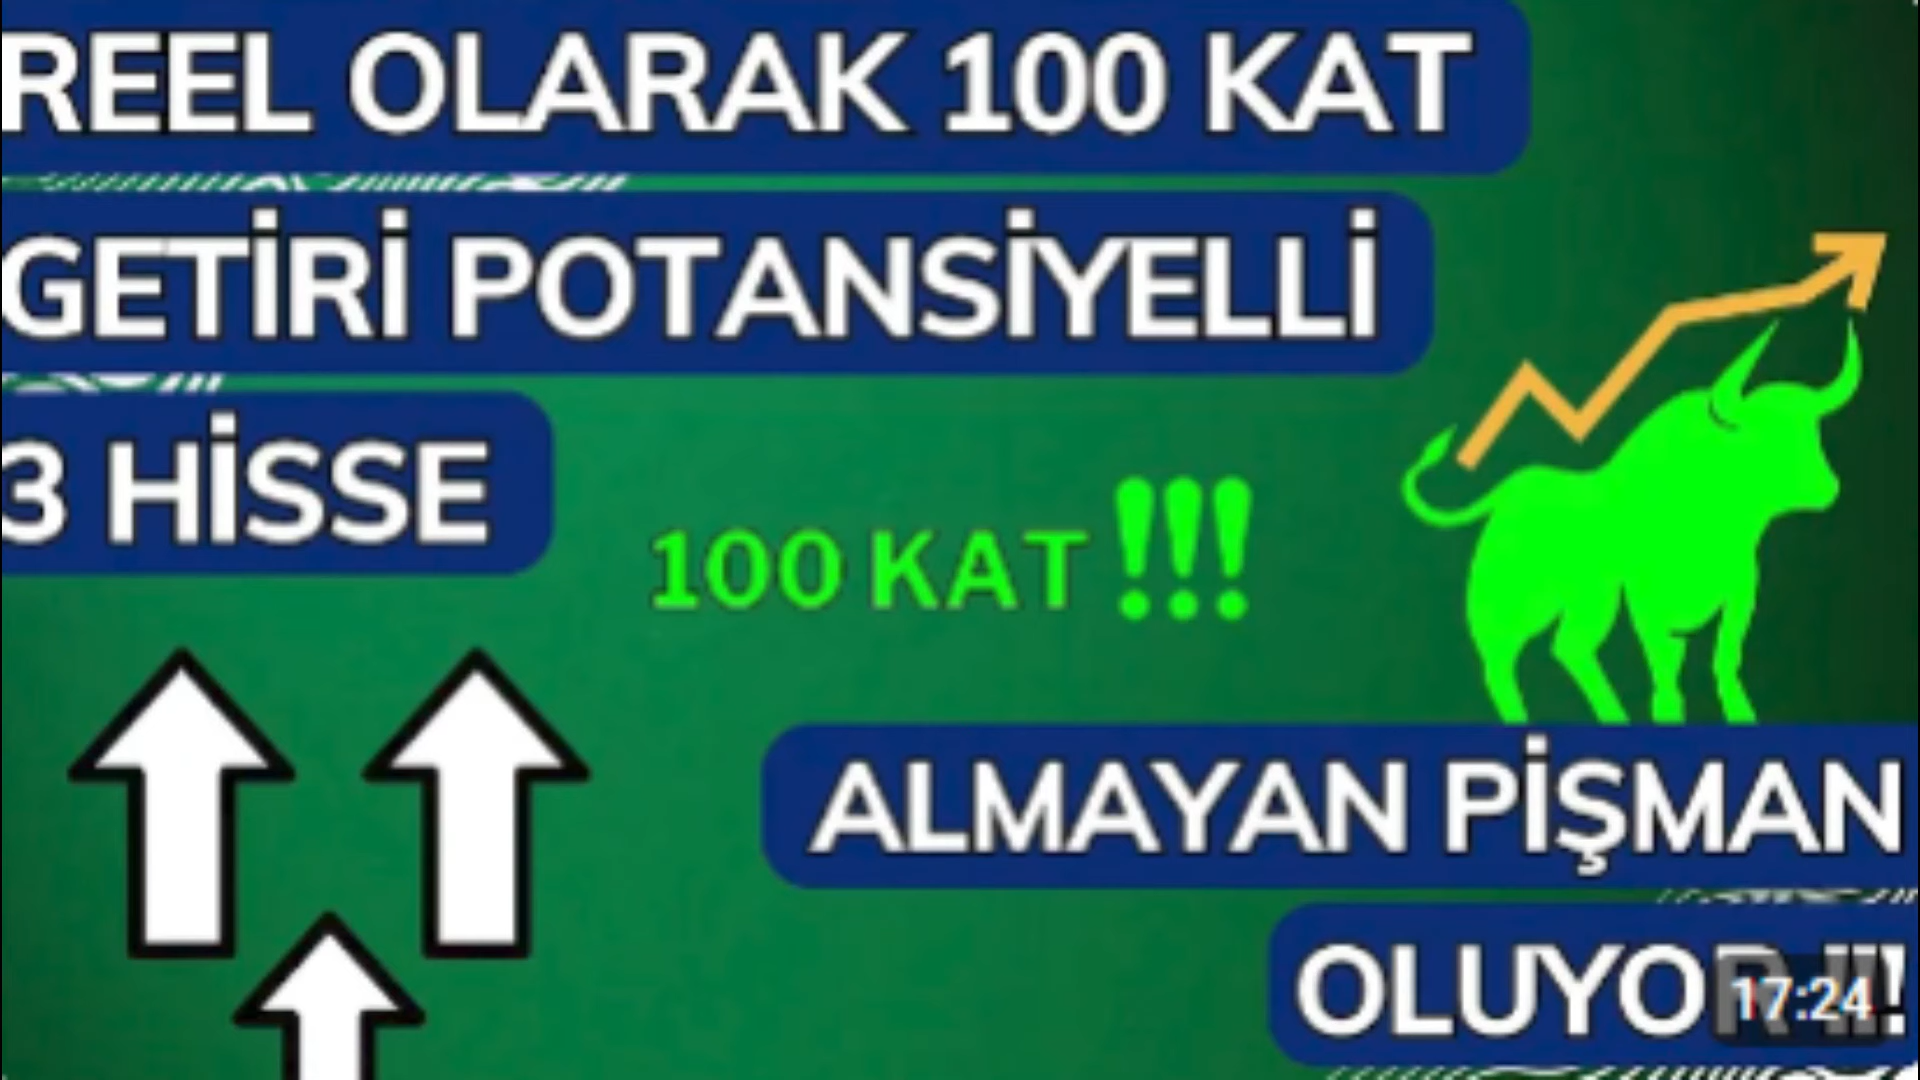 REEL OLARAK 100 KAT
GETİRİ POTANSİYELLİ
3 HİSSE
100 KAT!!!
ALMAYAN PİŞMAN
OLUYOR !!!
17:24